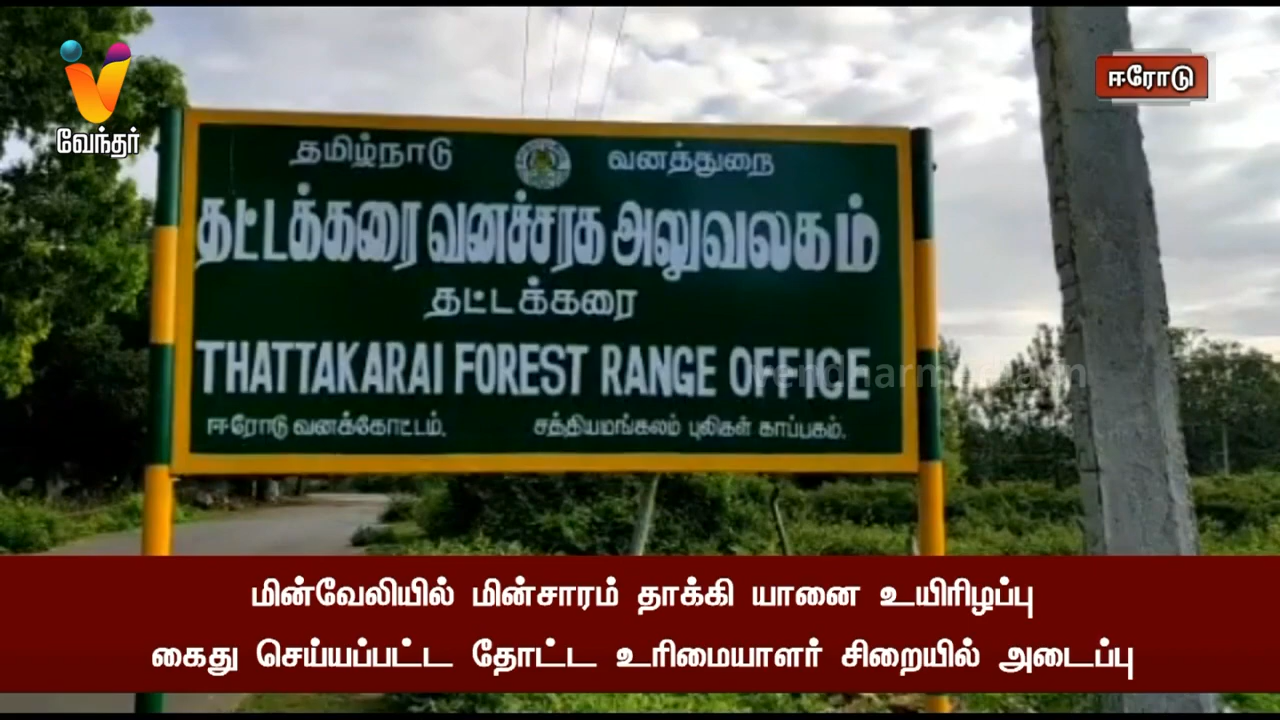 வேந்தர்
ஈரோடு
தமிழ்நாடு வனத்துறை
தட்டக்கரை வனச்சரக அலுவலகம்
தட்டக்கரை
THATTAKARAI FOREST RANGE OFFICE
ஈரோடு வனக்கோட்டம். சத்தியமங்கலம் புலிகள் காப்பகம்.
மின்வேலியில் மின்சாரம் தாக்கி யானை உயிரிழப்பு
கைது செய்யப்பட்ட தோட்ட உரிமையாளர் சிறையில் அடைப்பு